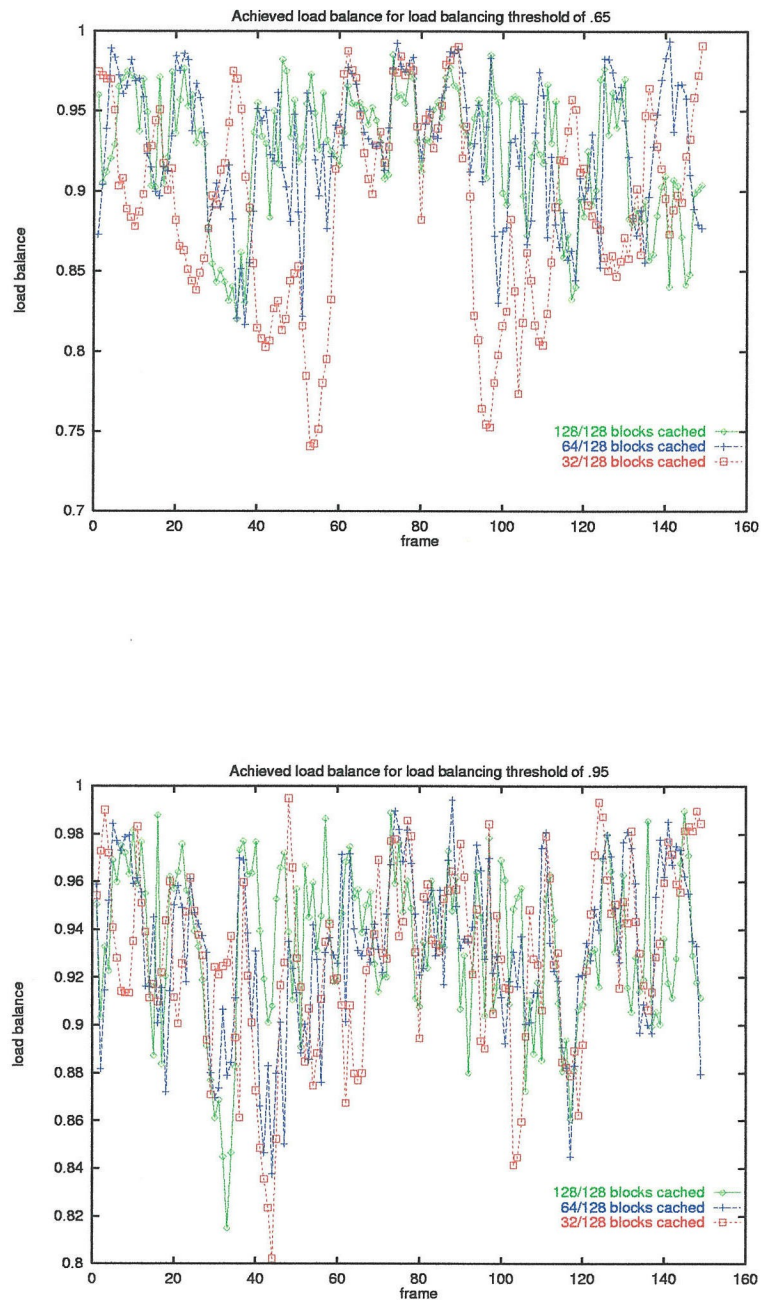 Achieved load balance for load balancing threshold of .65
1
0.95
0.9
0.85
0.8
0.75
0.7
load balance
128/128 blocks cached
64/128 blocks cached
32/128 blocks cached
0 20 40 60 80 100 120 140 160
frame
Achieved load balance for load balancing threshold of .95
1
0.98
0.96
0.94
0.92
0.9
0.88
0.86
0.84
0.82
0.8
load balance
128/128 blocks cached
64/128 blocks cached
32/128 blocks cached
0 20 40 60 80 100 120 140 160
frame